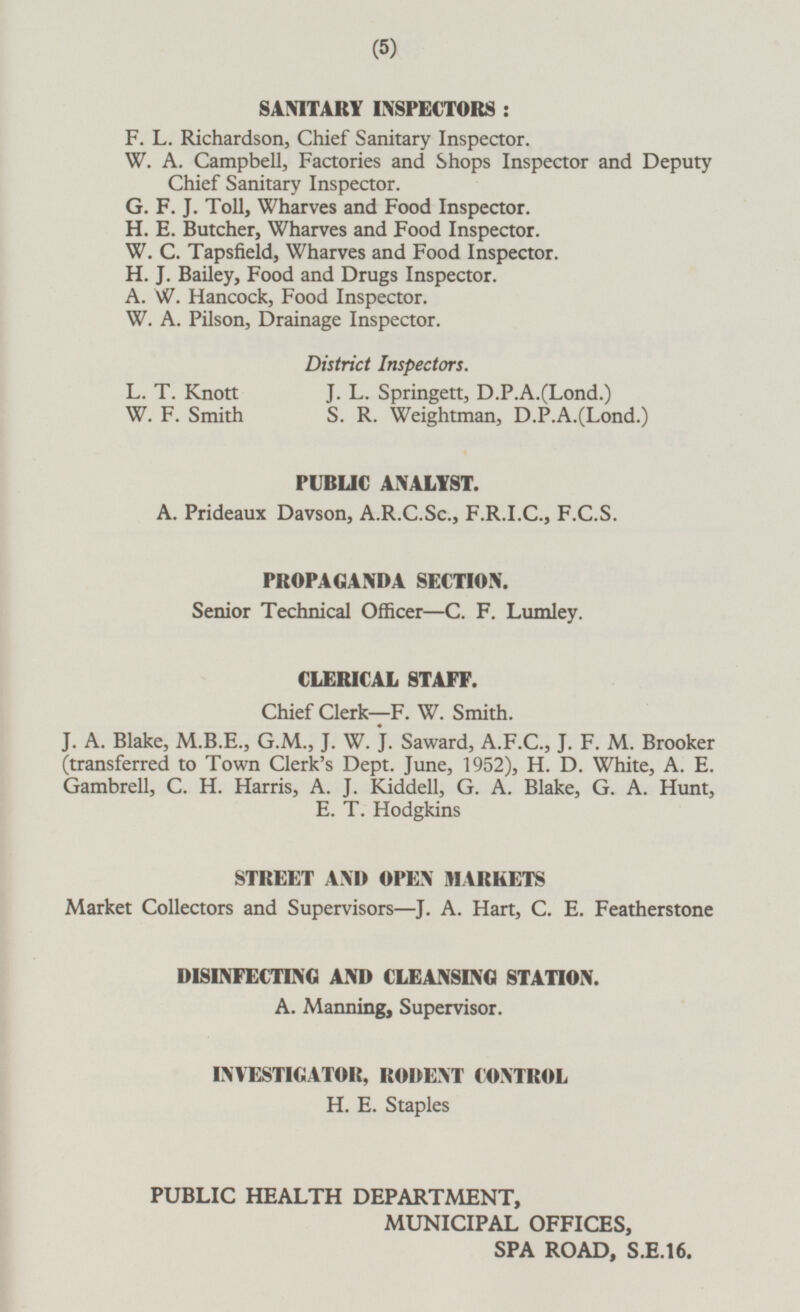 (5)
SANITARY INSPECTORS :
F. L. Richardson, Chief Sanitary Inspector.
W. A. Campbell, Factories and Shops Inspector and Deputy
Chief Sanitary Inspector.
G. F. J. Toll, Wharves and Food Inspector.
H. E. Butcher, Wharves and Food Inspector.
W. C. Tapsfield, Wharves and Food Inspector.
H. J. Bailey, Food and Drugs Inspector.
A. W. Hancock, Food Inspector.
W. A. Pilson, Drainage Inspector.
District Inspectors.
L. T. Knott J. L. Springett, D.P.A.(Lond.)
W. F. Smith S. R. Weightman, D.P.A.(Lond.)
PUBLIC ANALYST.
A. Prideaux Davson, A.R.C.Sc., F.R.I.C., F.C.S.
PROPAGANDA SECTION.
Senior Technical Officer—C. F. Lumley.
CLERICAL STAFF.
Chief Clerk—F. W. Smith.
J. A. Blake, M.B.E., G.M., J. W. J. Saward, A.F.C., J. F. M. Brooker
(transferred to Town Clerk's Dept. June, 1952), H. D. White, A. E.
Gambrell, C. H. Harris, A. J. Kiddell, G. A. Blake, G. A. Hunt,
E. T. Hodgkins
STREET AND OPEN MARKETS
Market Collectors and Supervisors—J. A. Hart, C. E. Featherstone
DISINFECTING AND CLEANSING STATION.
A. Manning, Supervisor.
INVESTIGATOR, RODENT CONTROL
H. E. Staples
PUBLIC HEALTH DEPARTMENT,
MUNICIPAL OFFICES,
SPA ROAD, S.E.16.